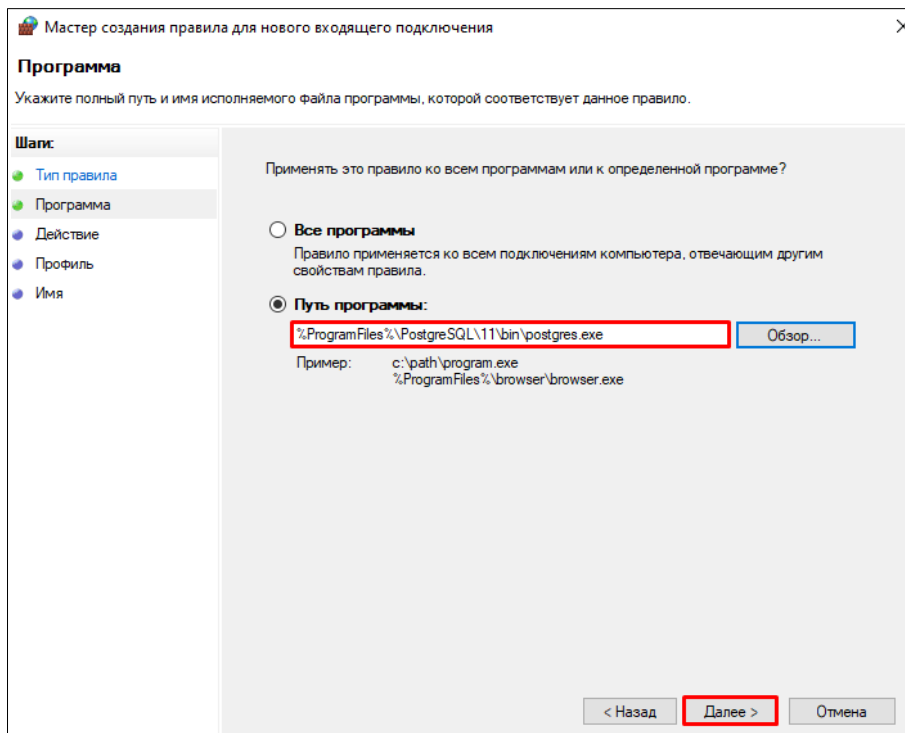 Мастер создания правила для нового входящего подключения
Программа
Укажите полный путь и имя исполняемого файла программы, которой соответствует данное правило.
Шаги:
Тип правила
Программа
Действие
Профиль
Имя
Применять это правило ко всем программам или к определенной программе?
Все программы
Правило применяется ко всем подключениям компьютера, отвечающим другим
свойствам правила.
Путь программы:
%ProgramFiles%\PostgreSQL\11\bin\postgres.exe
Обзор...
Пример: c:\path\program.exe
%ProgramFiles%\browser\browser.exe
< Назад Далее > Отмена